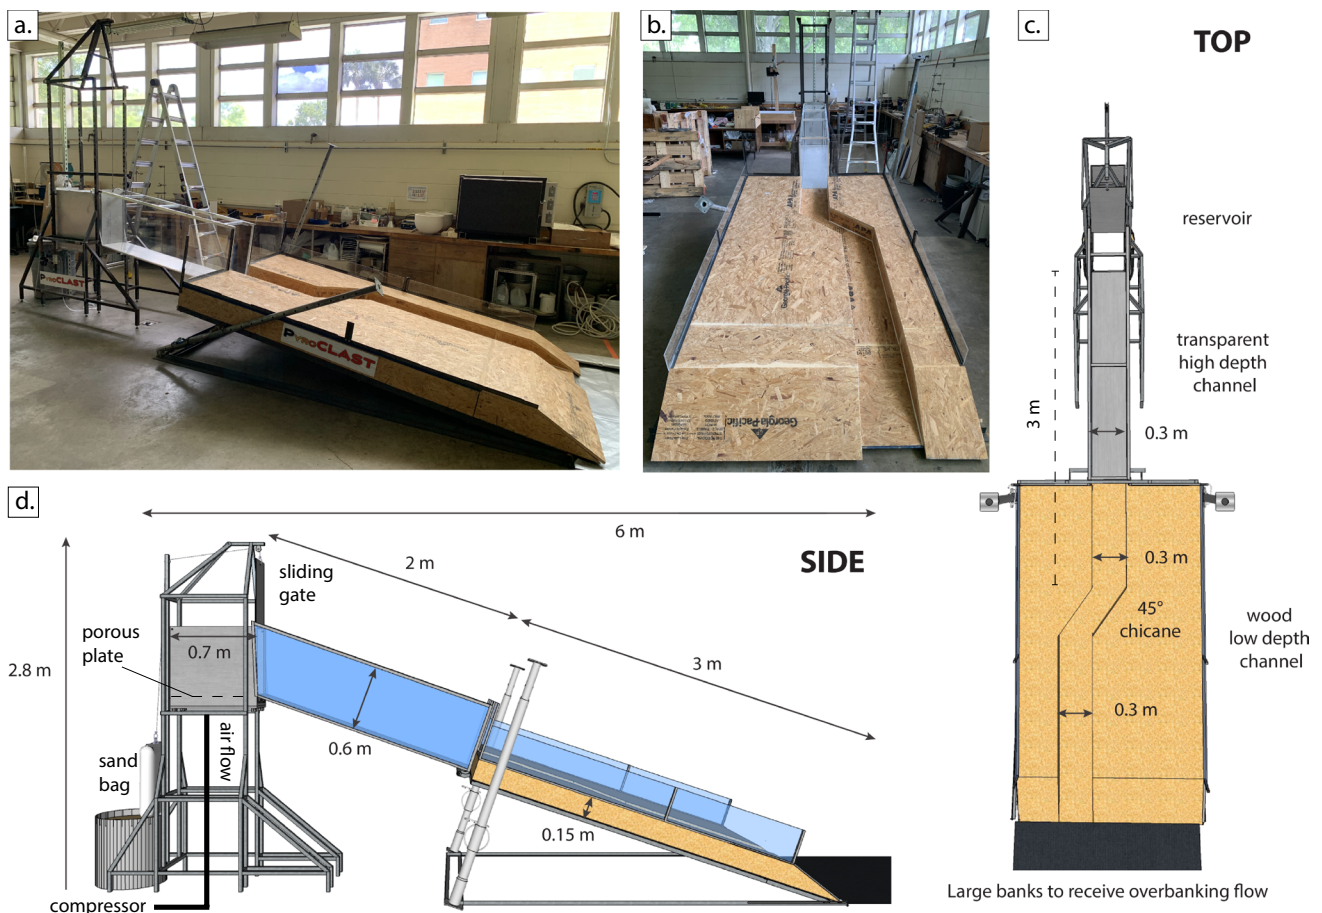 a.
PYROCLAST
PYROCLAST
b.
Georgia-Pacific
c.
TOP
reservoir
transparent
high depth
channel
3 m
0.3 m
0.3 m
45°
chicane
wood
low depth
channel
0.3 m
Large banks to receive overbanking flow
d.
6 m
SIDE
2 m
sliding
gate
porous
plate
0.7 m
3 m
2.8 m
0.6 m
air flow
sand
bag
0.15 m
compressor